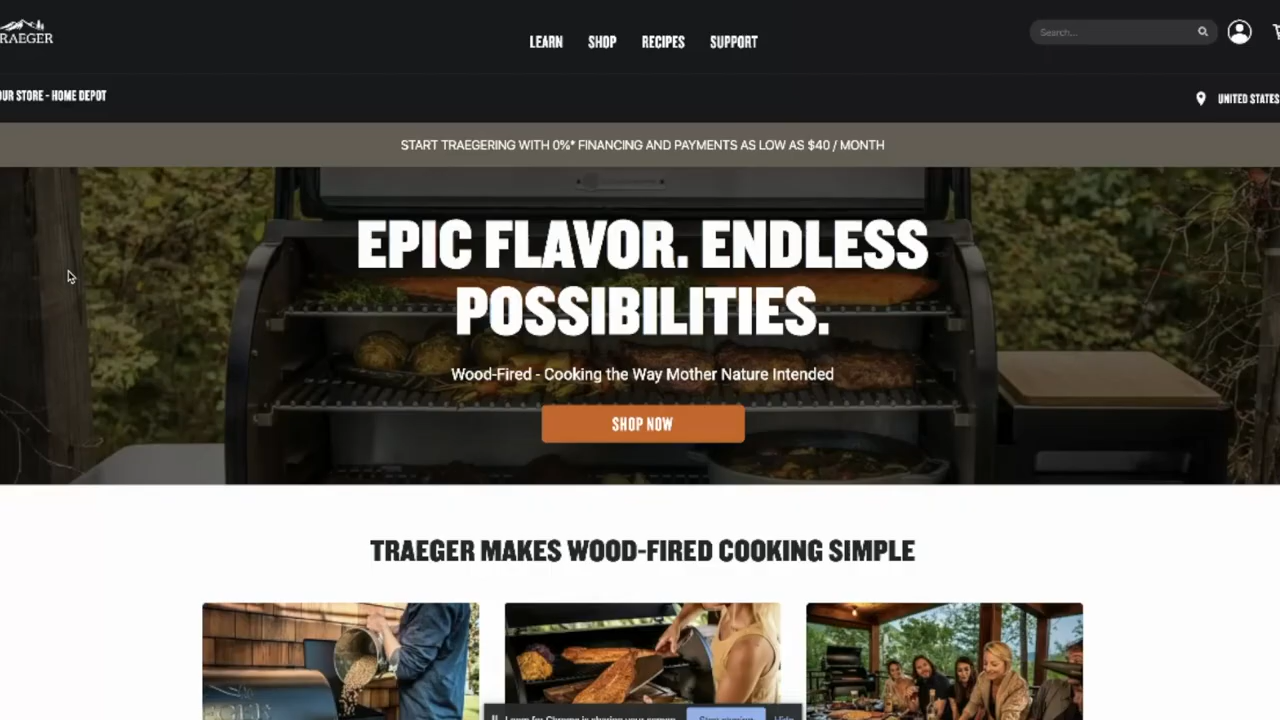 RAEGER
LEARN SHOP RECIPES SUPPORT
Search...
OUR STORE - HOME DEPOT
UNITED STATES
START TRAEGERING WITH 0%* FINANCING AND PAYMENTS AS LOW AS $40 / MONTH
EPIC FLAVOR. ENDLESS
POSSIBILITIES.
Wood-Fired - Cooking the Way Mother Nature Intended
SHOP NOW
TRAEGER MAKES WOOD-FIRED COOKING SIMPLE